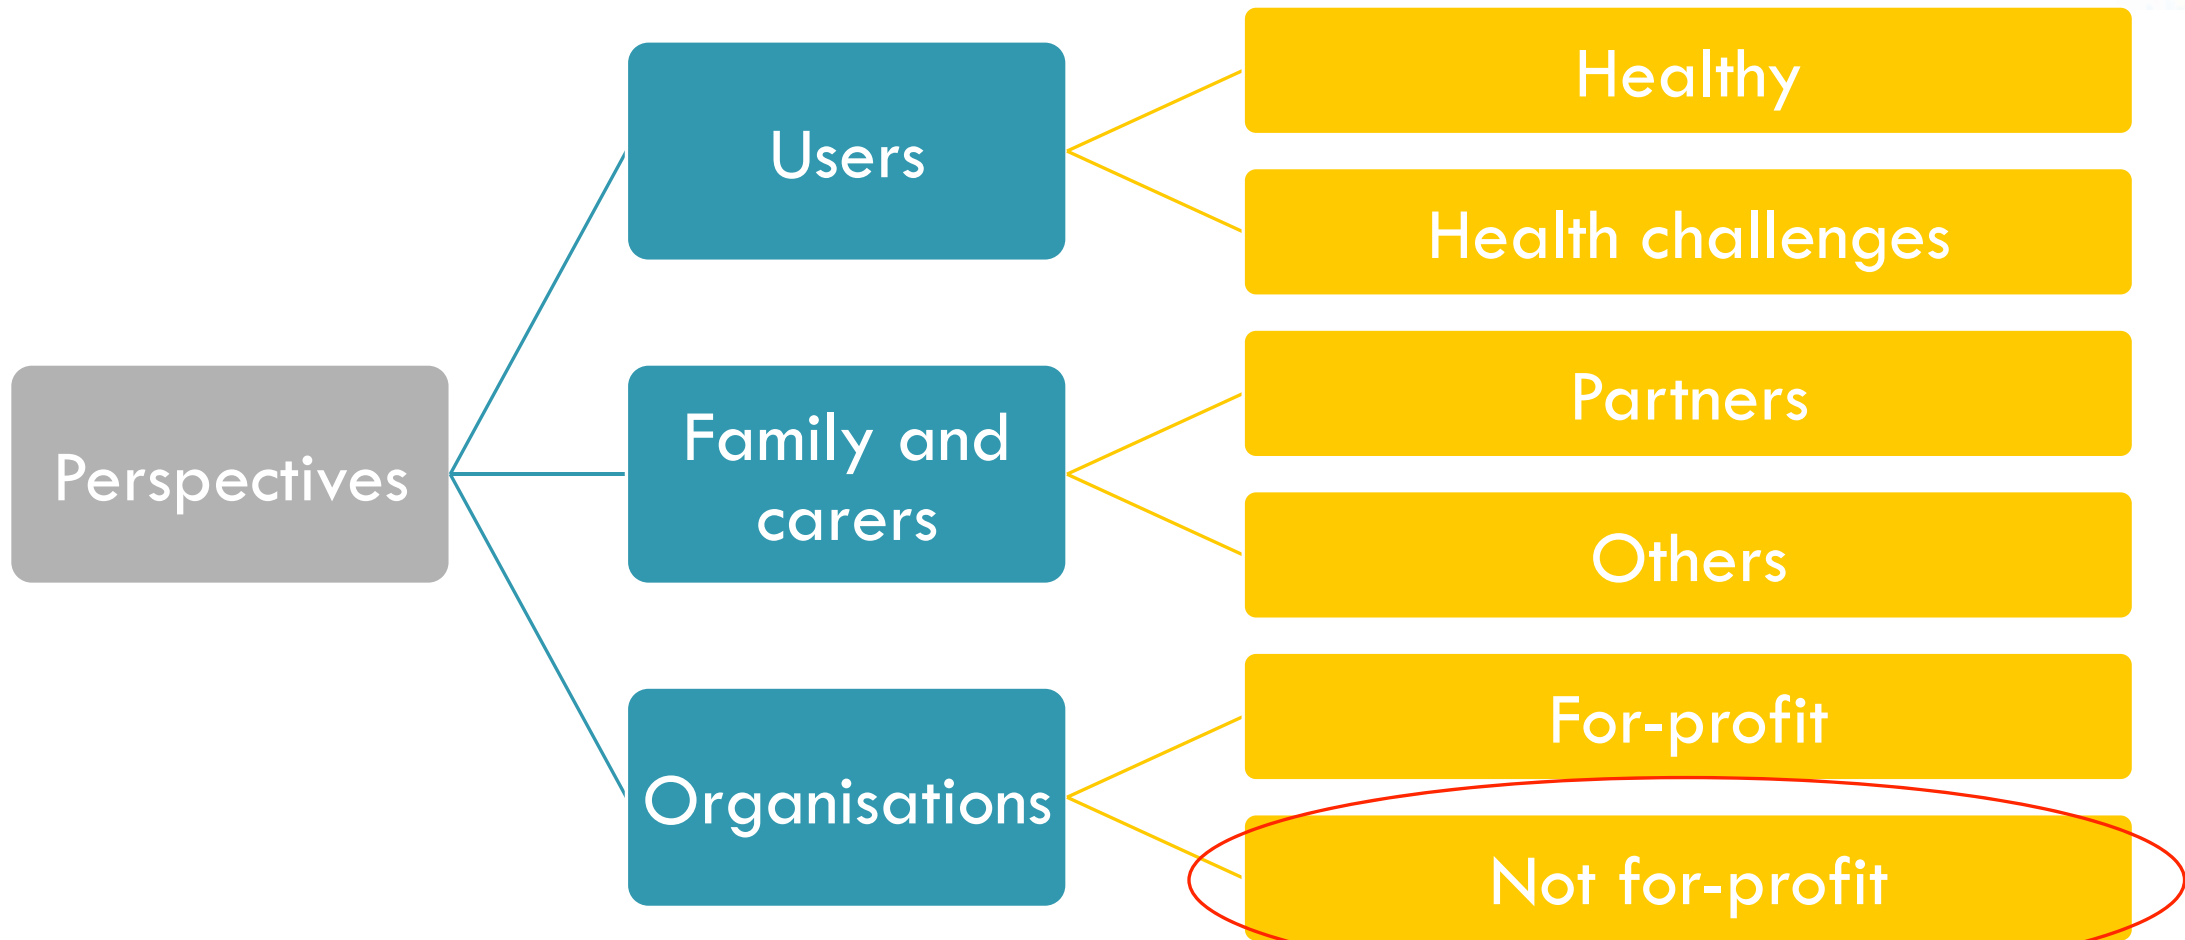 Perspectives
Users
Healthy
Health challenges
Family and
carers
Partners
Others
Organisations
For-profit
Not for-profit